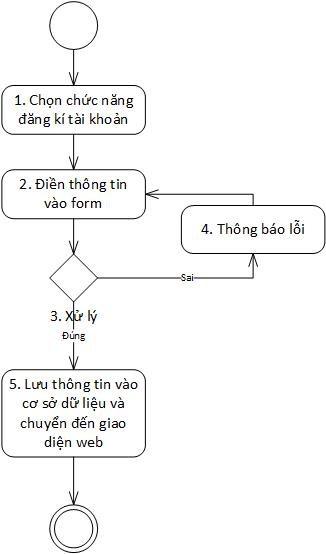 1. Chọn chức năng
đăng kí tài khoản
2. Điền thông tin
vào form
4. Thông báo lỗi
Sai
3. Xử lý
Đúng
5. Lưu thông tin vào
cơ sở dữ liệu và
chuyển đến giao
diện web